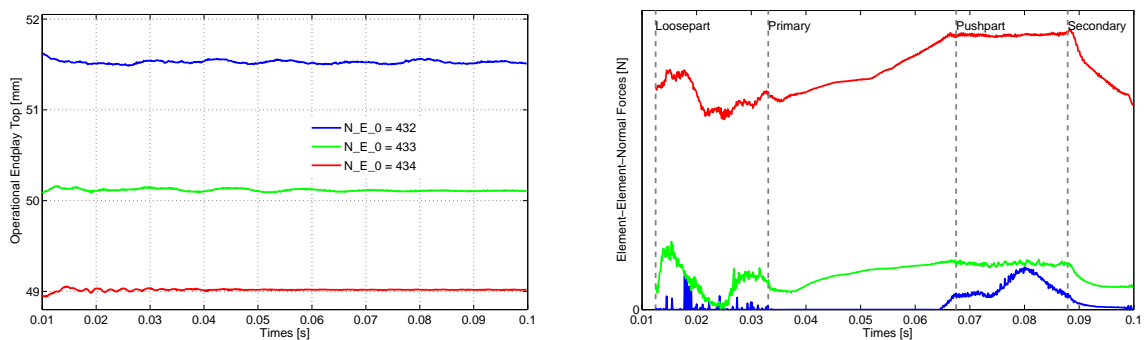 52
51
50
49
Operational Endplay Top [mm]
N_E_0 = 432
N_E_0 = 433
N_E_0 = 434
0.01 0.02 0.03 0.04 0.05 0.06 0.07 0.08 0.09 0.1
Times [s]
Loosepart Primary Pushpart Secondary
Element−Element−Normal Forces [N]
0
0.01 0.02 0.03 0.04 0.05 0.06 0.07 0.08 0.09 0.1
Times [s]